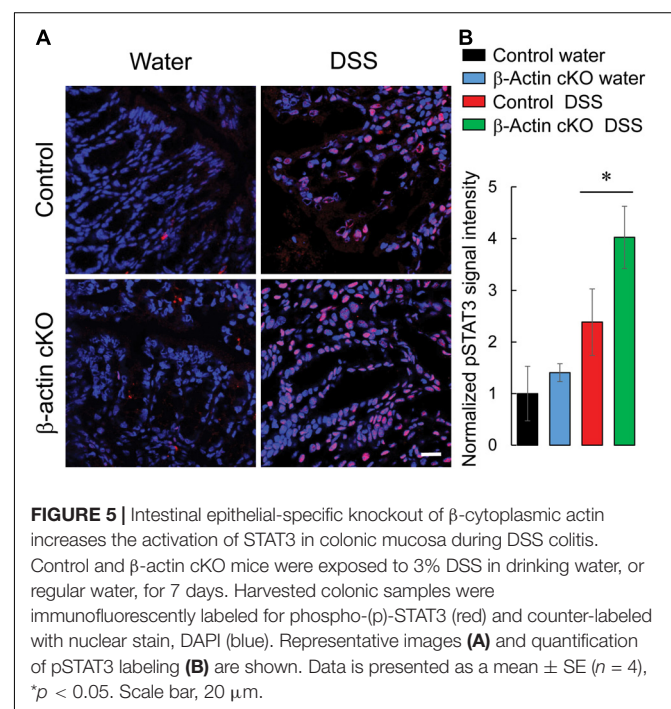 A
Water
DSS
Control
β-actin cKO
B
Control water
β-Actin cKO water
Control DSS
β-Actin cKO DSS
*
Normalized pSTAT3 signal intensity
5
4
3
2
1
0
FIGURE 5 | Intestinal epithelial-specific knockout of β-cytoplasmic actin
increases the activation of STAT3 in colonic mucosa during DSS colitis.
Control and β-actin cKO mice were exposed to 3% DSS in drinking water, or
regular water, for 7 days. Harvested colonic samples were
immunofluorescently labeled for phospho-(p)-STAT3 (red) and counter-labeled
with nuclear stain, DAPI (blue). Representative images (A) and quantification
of pSTAT3 labeling (B) are shown. Data is presented as a mean ± SE (n = 4),
*p < 0.05. Scale bar, 20 μm.